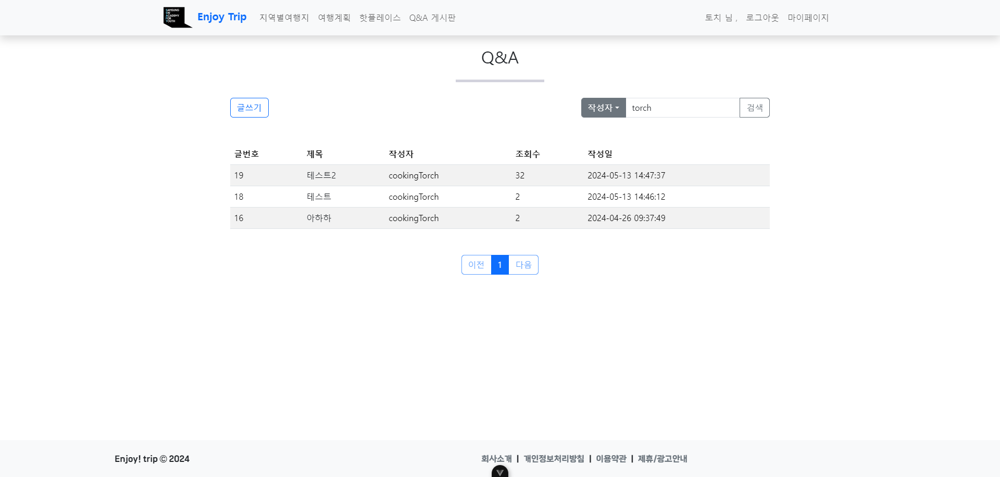 SAMSUNG
SW
ACADEMY
FOR
YOUTH
Enjoy Trip 지역별여행지 여행계획 핫플레이스 Q&A 게시판 토치 님 , 로그아웃 마이페이지
Q&A
글쓰기 작성자 torch 검색
글번호 제목 작성자 조회수 작성일
19 테스트2 cookingTorch 32 2024-05-13 14:47:37
18 테스트 cookingTorch 2 2024-05-13 14:46:12
16 아하하 cookingTorch 2 2024-04-26 09:37:49
이전 1 다음
Enjoy! trip © 2024 회사소개 | 개인정보처리방침 | 이용약관 | 제휴/광고안내